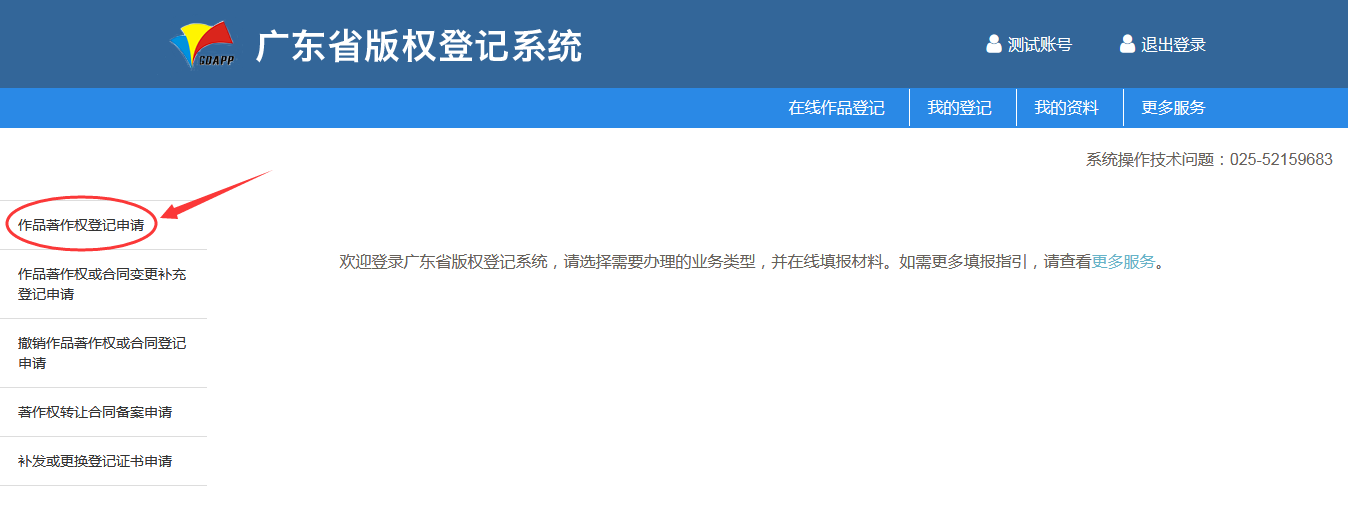 GDAPP
广东省版权登记系统
测试账号
退出登录
在线作品登记
我的登记
我的资料
更多服务
系统操作技术问题：025-52159683
作品著作权登记申请
作品著作权或合同变更补充
登记申请
撤销作品著作权或合同登记
申请
著作权转让合同备案申请
补发或更换登记证书申请
欢迎登录广东省版权登记系统，请选择需要办理的业务类型，并在线填报材料。如需更多填报指引，请查看更多服务。